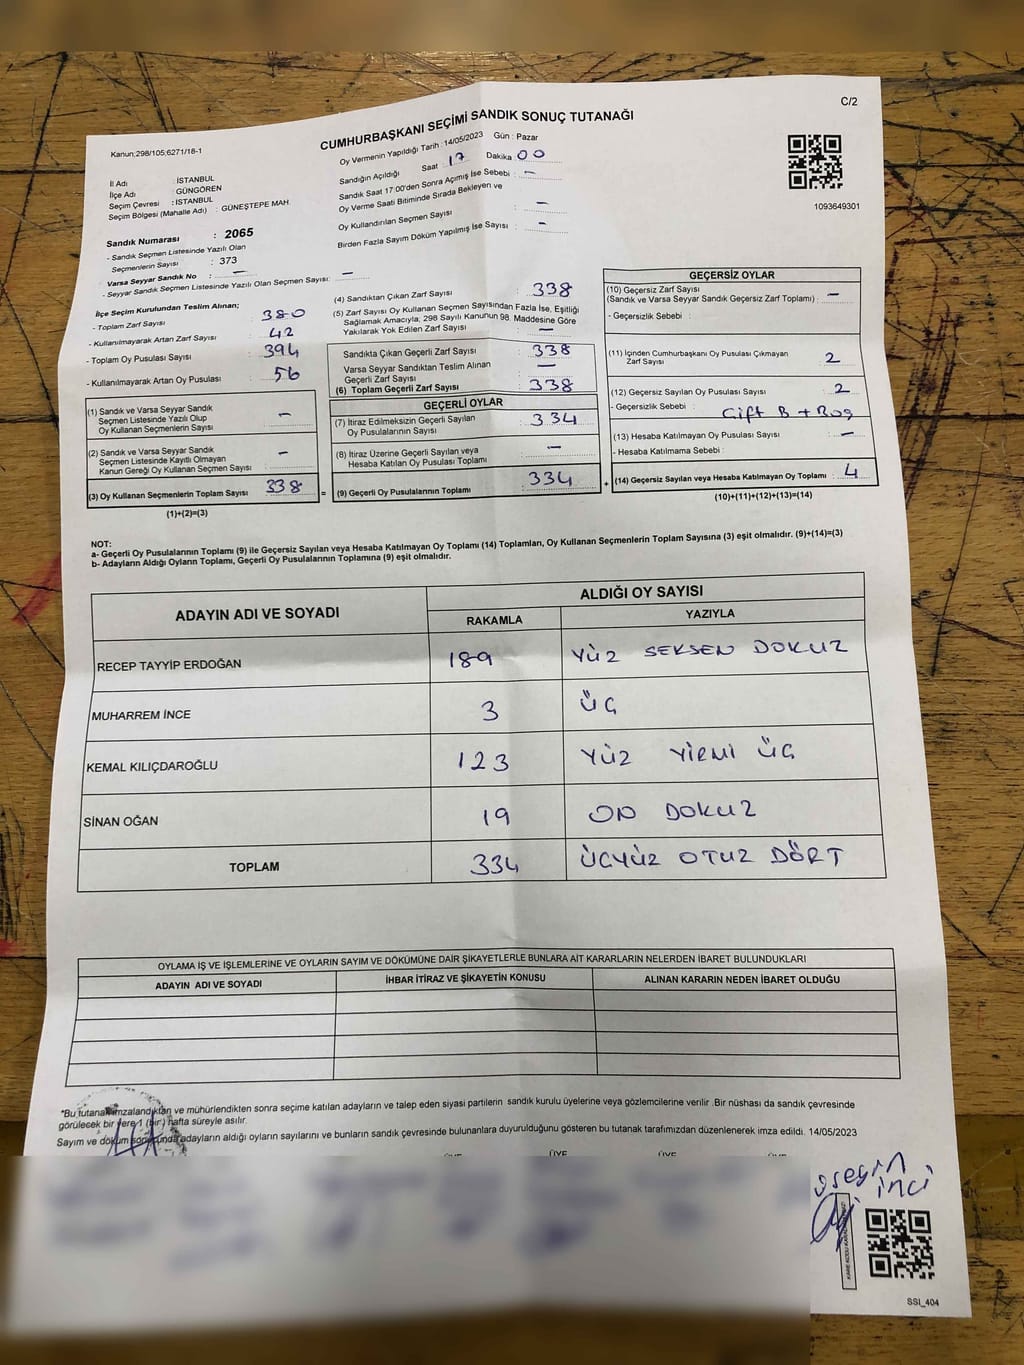 C/2
CUMHURBAŞKANI SEÇİMİ SANDIK SONUÇ TUTANAĞI
Kanun;298/105;6271/18-1
Oy Vermenin Yapıldığı Tarih : 14/05/2023 Gün : Pazar
Sandığın Açıldığı Saat : 17 Dakika : 00
Sandık Saat 17:00'den Sonra Açımış İse Sebebi : -
Oy Verme Saati Bitiminde Sırada Bekleyen ve
Oy Kullandırılan Seçmen Sayısı : -
Birden Fazla Sayım Döküm Yapılmış İse Sayısı : -
1093649301
İl Adı : İSTANBUL
İlçe Adı : GÜNGÖREN
Seçim Çevresi : İSTANBUL
Seçim Bölgesi (Mahalle Adı) : GÜNEŞTEPE MAH.
Sandık Numarası : 2065
- Sandık Seçmen Listesinde Yazılı Olan
Seçmenlerin Sayısı : 373
Varsa Seyyar Sandık No : -
- Seyyar Sandık Seçmen Listesinde Yazılı Olan Seçmen Sayısı: -
İlçe Seçim Kurulundan Teslim Alınan;
- Toplam Zarf Sayısı : 380
- Kullanılmayarak Artan Zarf Sayısı : 42
- Toplam Oy Pusulası Sayısı : 394
- Kullanılmayarak Artan Oy Pusulası : 56
(1) Sandık ve Varsa Seyyar Sandık
Seçmen Listesinde Yazılı Olup
Oy Kullanan Seçmenlerin Sayısı : -
(2) Sandık ve Varsa Seyyar Sandık
Seçmen Listesinde Kayıtlı Olmayan
Kanun Gereği Oy Kullanan Seçmen Sayısı : -
(3) Oy Kullanan Seçmenlerin Toplam Sayısı 338 =
(1)+(2)=(3)
(4) Sandıktan Çıkan Zarf Sayısı : 338
(5) Zarf Sayısı Oy Kullanan Seçmen Sayısından Fazla İse, Eşitliği
Sağlamak Amacıyla; 298 Sayılı Kanunun 98. Maddesine Göre
Yakılarak Yok Edilen Zarf Sayısı : -
Sandıkta Çıkan Geçerli Zarf Sayısı : 338
Varsa Seyyar Sandıktan Teslim Alınan
Geçerli Zarf Sayısı : -
(6) Toplam Geçerli Zarf Sayısı : 338
GEÇERLİ OYLAR
(7) İtiraz Edilmeksizin Geçerli Sayılan
Oy Pusulalarının Sayısı : 334
(8) İtiraz Üzerine Geçerli Sayılan veya
Hesaba Katılan Oy Pusulası Toplamı : -
(9) Geçerli Oy Pusulalarının Toplamı : 334 +
GEÇERSİZ OYLAR
(10) Geçersiz Zarf Sayısı
(Sandık ve Varsa Seyyar Sandık Geçersiz Zarf Toplamı) : -
- Geçersizlik Sebebi :
(11) İçinden Cumhurbaşkanı Oy Pusulası Çıkmayan
Zarf Sayısı : 2
(12) Geçersiz Sayılan Oy Pusulası Sayısı : 2
- Geçersizlik Sebebi : Çift B + Boş
(13) Hesaba Katılmayan Oy Pusulası Sayısı : -
- Hesaba Katılmama Sebebi :
(14) Geçersiz Sayılan veya Hesaba Katılmayan Oy Toplamı : 4
(10)+(11)+(12)+(13)=(14)
NOT:
a- Geçerli Oy Pusulalarının Toplamı (9) ile Geçersiz Sayılan veya Hesaba Katılmayan Oy Toplamı (14) Toplamları, Oy Kullanan Seçmenlerin Toplam Sayısına (3) eşit olmalıdır. (9)+(14)=(3)
b- Adayların Aldığı Oyların Toplamı, Geçerli Oy Pusulalarının Toplamına (9) eşit olmalıdır.
ADAYIN ADI VE SOYADI ALDIĞI OY SAYISI
RAKAMLA YAZIYLA
RECEP TAYYİP ERDOĞAN 189 YÜZ SEKSEN DOKUZ
MUHARREM İNCE 3 ÜÇ
KEMAL KILIÇDAROĞLU 123 YÜZ YİRMİ ÜÇ
SİNAN OĞAN 19 ON DOKUZ
TOPLAM 334 ÜÇYÜZ OTUZ DÖRT
OYLAMA İŞ VE İŞLEMLERİNE VE OYLARIN SAYIM VE DÖKÜMÜNE DAİR ŞİKAYETLERLE BUNLARA AİT KARARLARIN NELERDEN İBARET BULUNDUKLARI
ADAYIN ADI VE SOYADI İHBAR İTİRAZ VE ŞİKAYETİN KONUSU ALINAN KARARIN NEDEN İBARET OLDUĞU
*Bu tutanak imzalandıktan ve mühürlendikten sonra seçime katılan adayların ve talep eden siyasi partilerin sandık kurulu üyelerine veya gözlemcilerine verilir .Bir nüshası da sandık çevresinde
görülecek bir yere 1 (bir) hafta süreyle asılır.
Sayım ve döküm sonunda adayların aldığı oyların sayılarını ve bunların sandık çevresinde bulunanlara duyurulduğunu gösteren bu tutanak tarafımızdan düzenlenerek imza edildi. 14/05/2023
ÜYE ÜYE ÜYE ÜYE
inci
SSI_404